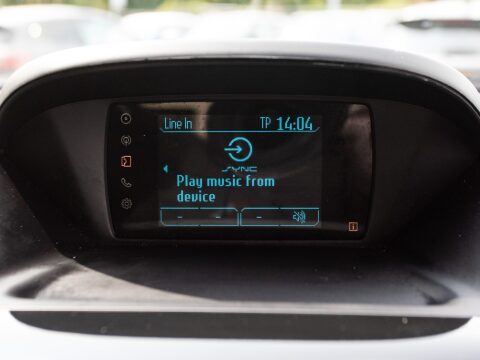 Line In TP 14:04
SYNC
Play music from
device